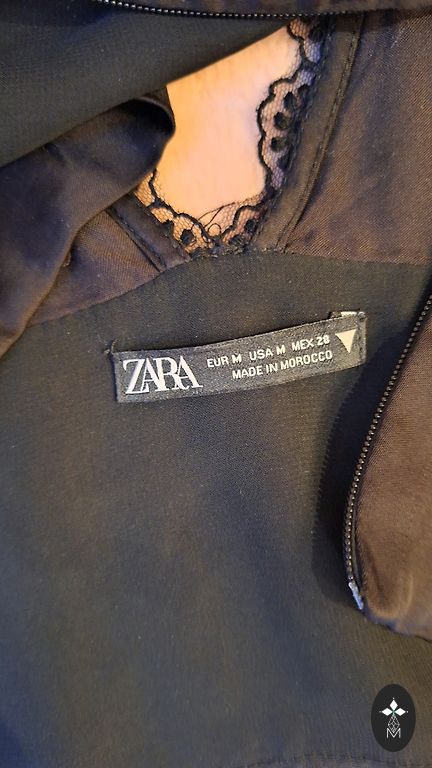 ZARA
EUR M USA M MEX 28
MADE IN MOROCCO
M